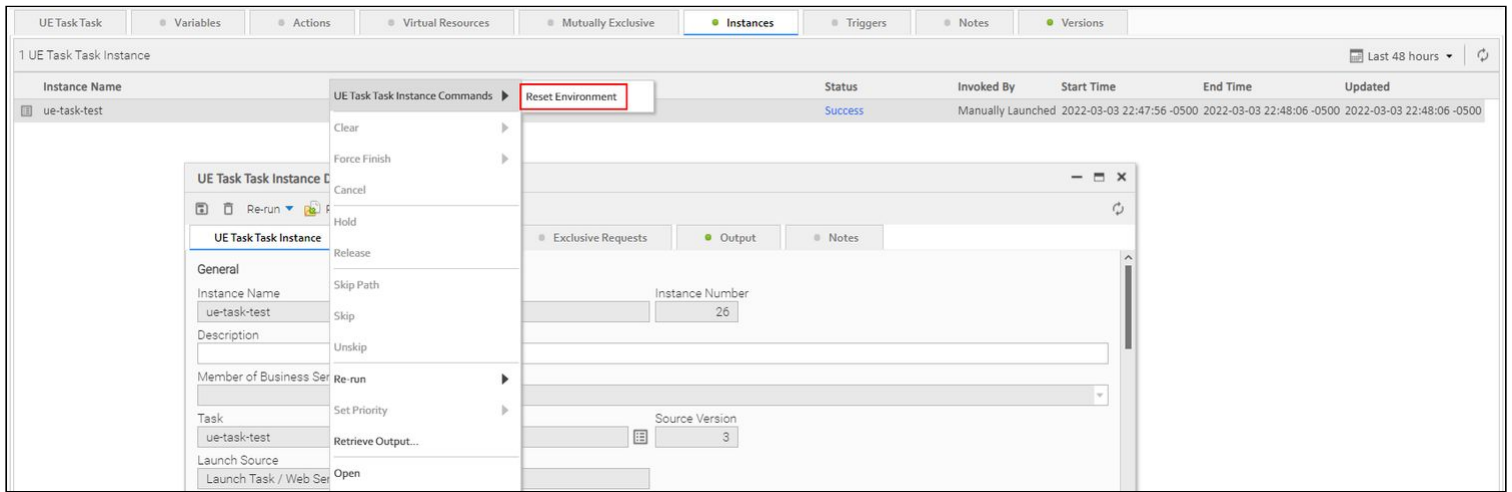 UE Task Task Variables Actions Virtual Resources Mutually Exclusive Instances Triggers Notes Versions
1 UE Task Task Instance Last 48 hours
Instance Name Status Invoked By Start Time End Time Updated
ue-task-test Success Manually Launched 2022-03-03 22:47:56 -0500 2022-03-03 22:48:06 -0500 2022-03-03 22:48:06 -0500
UE Task Task Instance Commands Reset Environment
Clear
Force Finish
Cancel
Hold
Release
Skip Path
Skip
Unskip
Re-run
Set Priority
Retrieve Output...
Open
UE Task Task Instance D
Re-run
UE Task Task Instance Exclusive Requests Output Notes
General
Instance Name Instance Number
ue-task-test 26
Description
Member of Business Ser
Task Source Version
ue-task-test 3
Launch Source
Launch Task / Web Ser